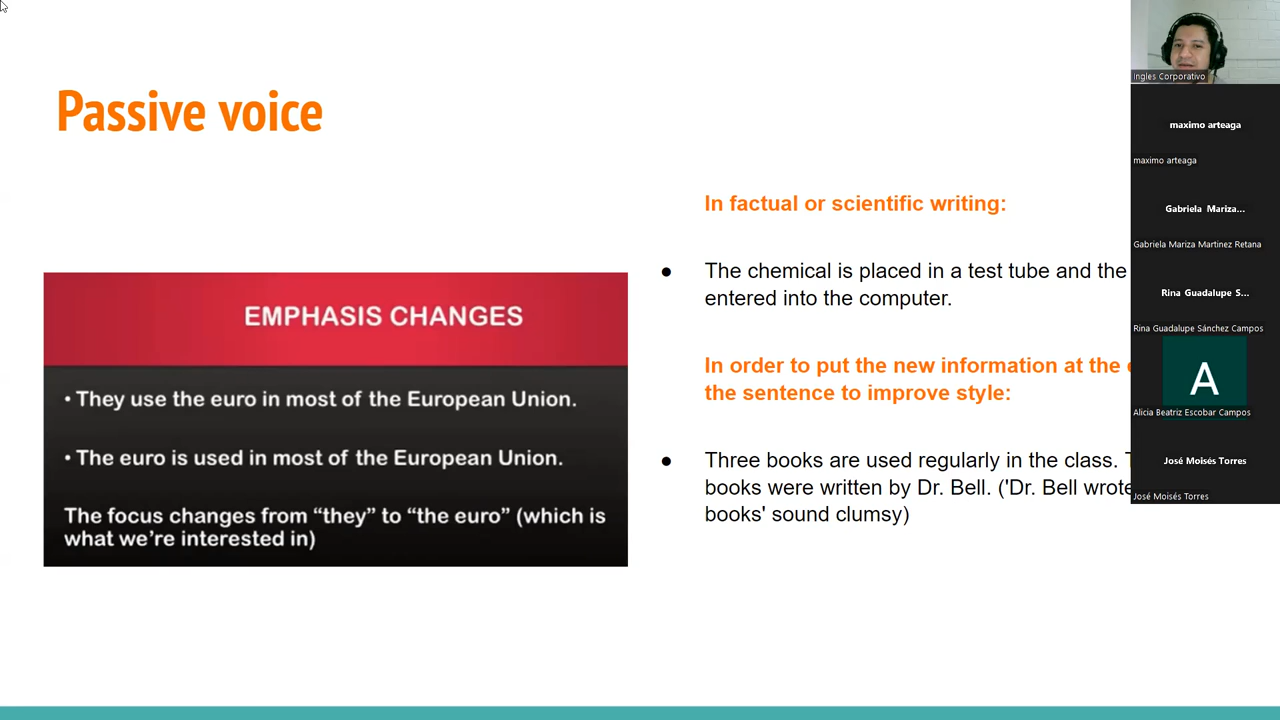 Passive voice
EMPHASIS CHANGES
• They use the euro in most of the European Union.
• The euro is used in most of the European Union.
The focus changes from “they” to “the euro” (which is
what we’re interested in)
In factual or scientific writing:
● The chemical is placed in a test tube and the
entered into the computer.
In order to put the new information at the
the sentence to improve style:
● Three books are used regularly in the class.
books were written by Dr. Bell. ('Dr. Bell wrote
books' sound clumsy)
Ingles Corporativo
maximo arteaga
maximo arteaga
Gabriela Mariza...
Gabriela Mariza Martinez Retana
Rina Guadalupe S...
Rina Guadalupe Sánchez Campos
A
Alicia Beatriz Escobar Campos
José Moisés Torres
José Moisés Torres